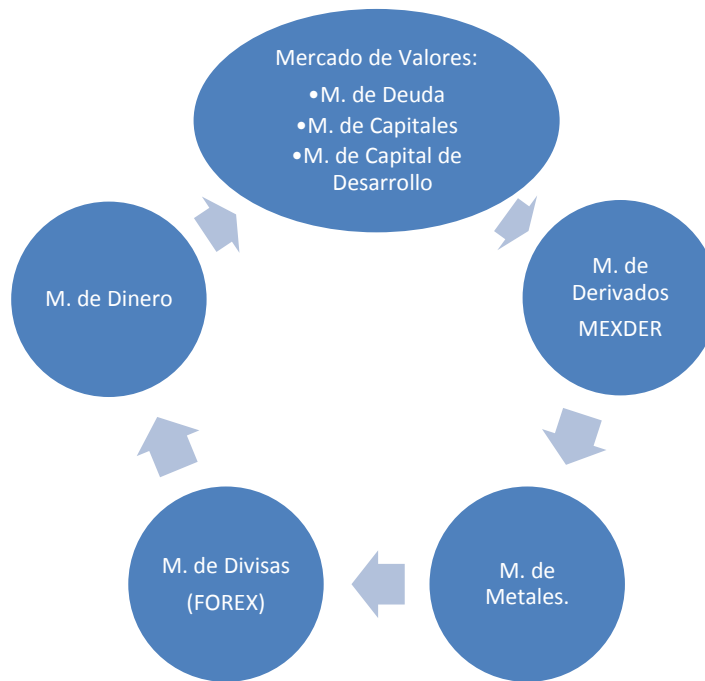 Mercado de Valores:
•M. de Deuda
•M. de Capitales
•M. de Capital de
Desarrollo
M. de
Derivados
MEXDER
M. de
Metales.
M. de Divisas
(FOREX)
M. de Dinero